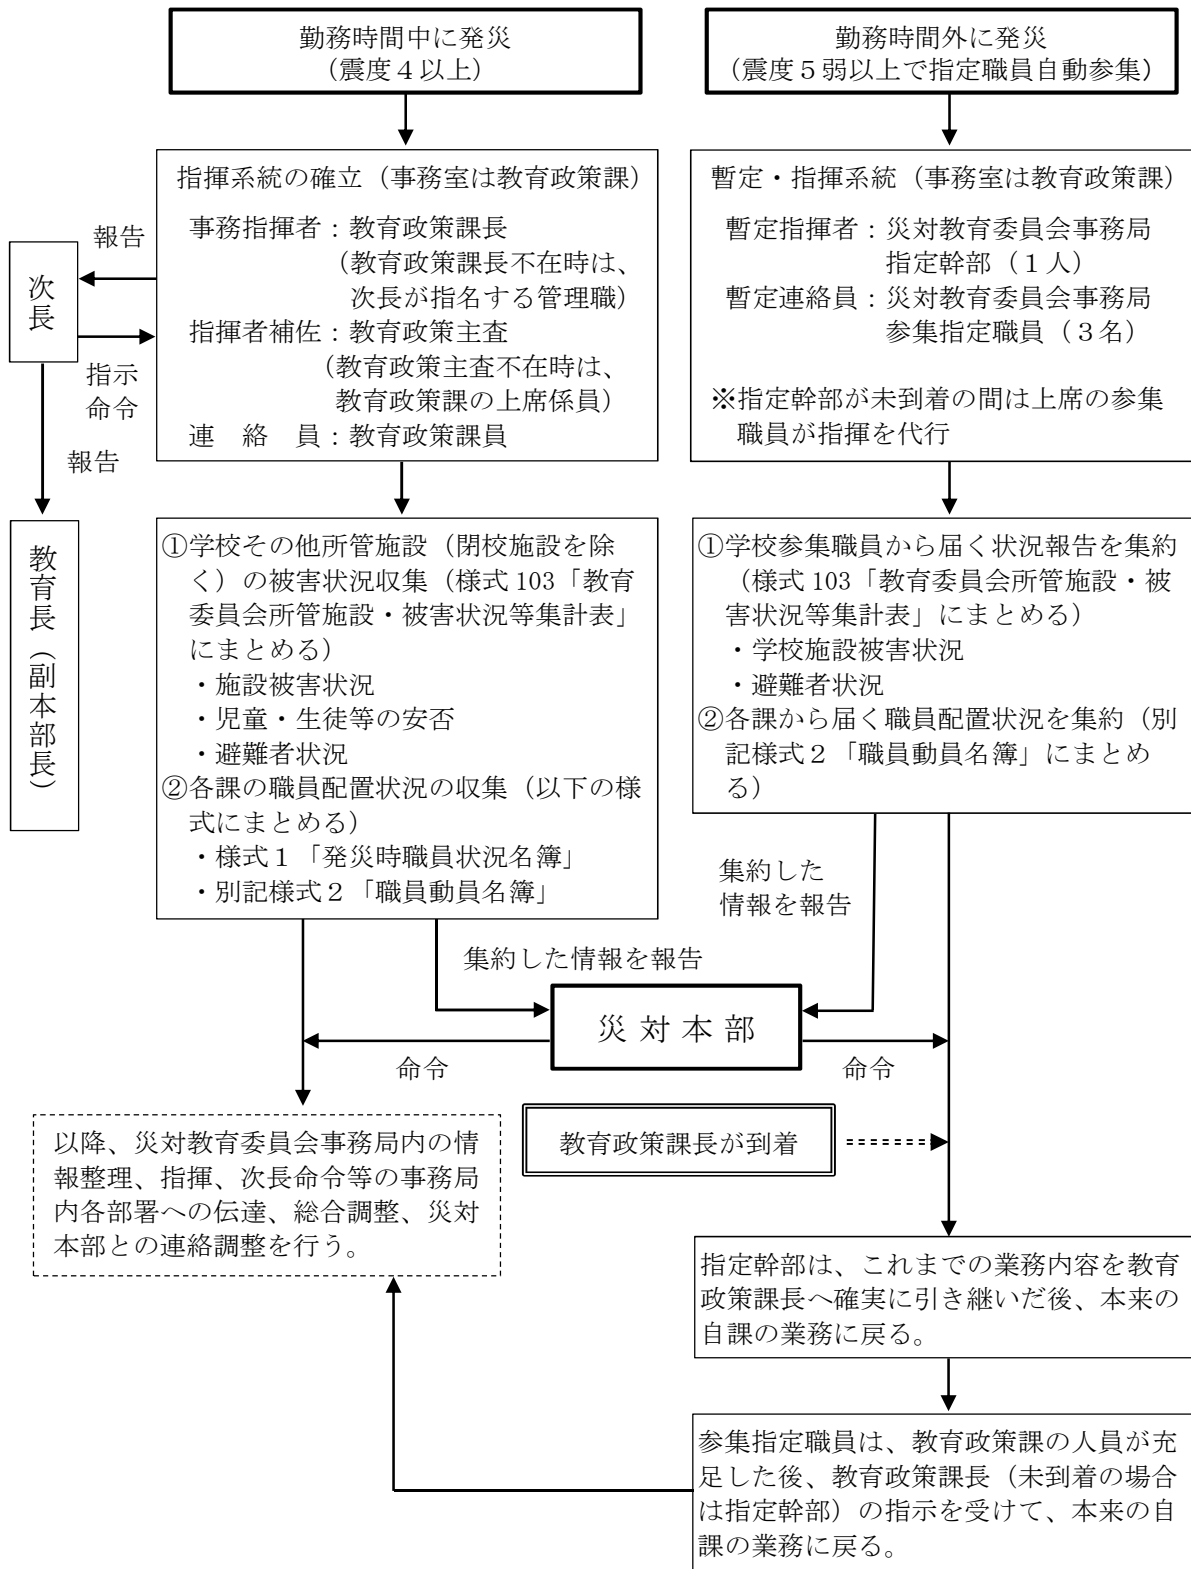 勤務時間中に発災
（震度４以上）
勤務時間外に発災
（震度５弱以上で指定職員自動参集）
指揮系統の確立（事務室は教育政策課）
事務指揮者：教育政策課長
（教育政策課長不在時は、
次長が指名する管理職）
指揮者補佐：教育政策主査
（教育政策主査不在時は、
教育政策課の上席係員）
連　絡　員：教育政策課員
暫定・指揮系統（事務室は教育政策課）
暫定指揮者：災対教育委員会事務局
指定幹部（１人）
暫定連絡員：災対教育委員会事務局
参集指定職員（３名）
※指定幹部が未到着の間は上席の参集
職員が指揮を代行
報告
次長
指示
命令
報告
教育長（副本部長）
①学校その他所管施設（閉校施設を除
く）の被害状況収集（様式 103「教育
委員会所管施設・被害状況等集計表」
にまとめる）
・施設被害状況
・児童・生徒等の安否
・避難者状況
②各課の職員配置状況の収集（以下の様
式にまとめる）
・様式１「発災時職員状況名簿」
・別記様式２「職員動員名簿」
①学校参集職員から届く状況報告を集約
（様式 103「教育委員会所管施設・被
害状況等集計表」にまとめる）
・学校施設被害状況
・避難者状況
②各課から届く職員配置状況を集約（別
記様式２「職員動員名簿」にまとめ
る）
集約した
情報を報告
集約した情報を報告
災対本部
命令
命令
教育政策課長が到着
以降、災対教育委員会事務局内の情
報整理、指揮、次長命令等の事務局
内各部署への伝達、総合調整、災対
本部との連絡調整を行う。
指定幹部は、これまでの業務内容を教育
政策課長へ確実に引き継いだ後、本来の
自課の業務に戻る。
参集指定職員は、教育政策課の人員が充
足した後、教育政策課長（未到着の場合
は指定幹部）の指示を受けて、本来の自
課の業務に戻る。